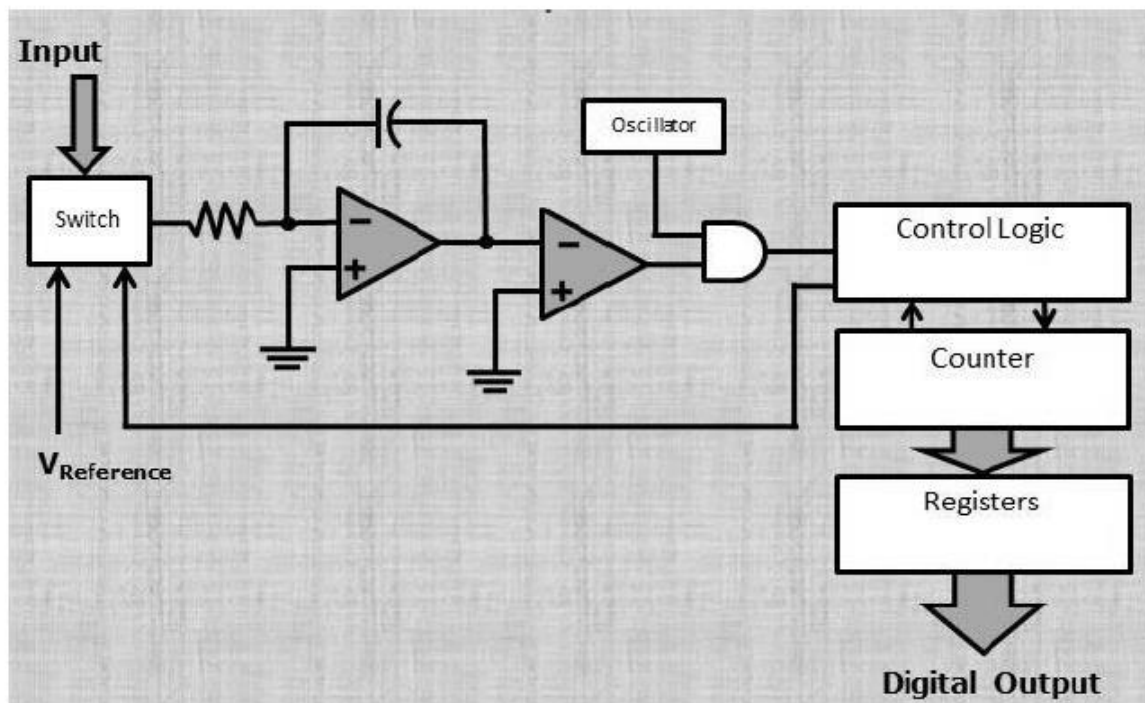 Input
Oscillator
Switch
Control Logic
Counter
VReference
Registers
Digital Output